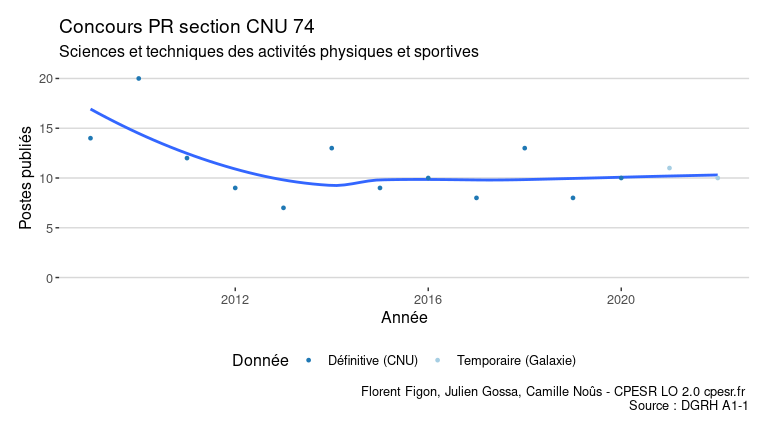 Concours PR section CNU 74
Sciences et techniques des activités physiques et sportives
Postes publiés
20
15
10
5
0
2012
2016
2020
Année
Donnée
Définitive (CNU)
Temporaire (Galaxie)
Florent Figon, Julien Gossa, Camille Noûs - CPESR LO 2.0 cpesr.fr
Source : DGRH A1-1